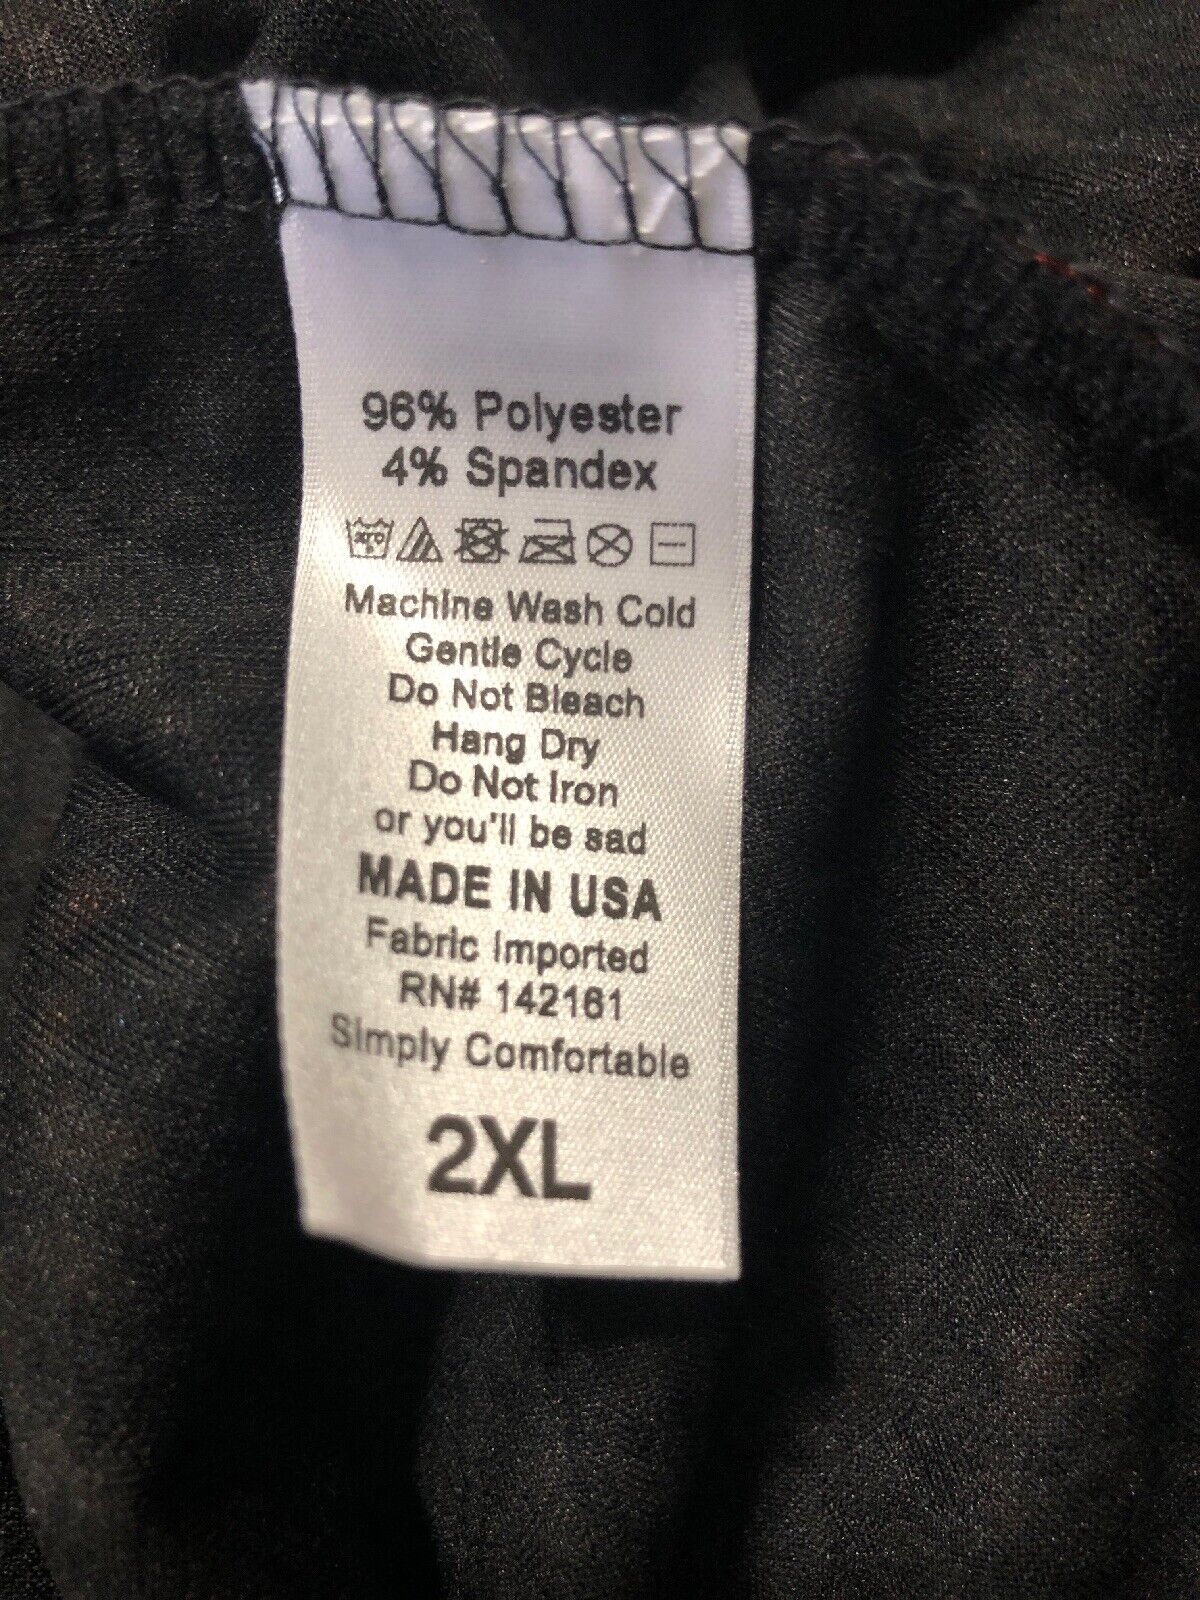 96% Polyester
4% Spandex
Machine Wash Cold
Gentle Cycle
Do Not Bleach
Hang Dry
Do Not Iron
or you'll be sad
MADE IN USA
Fabric Imported
RN# 142161
Simply Comfortable
2XL